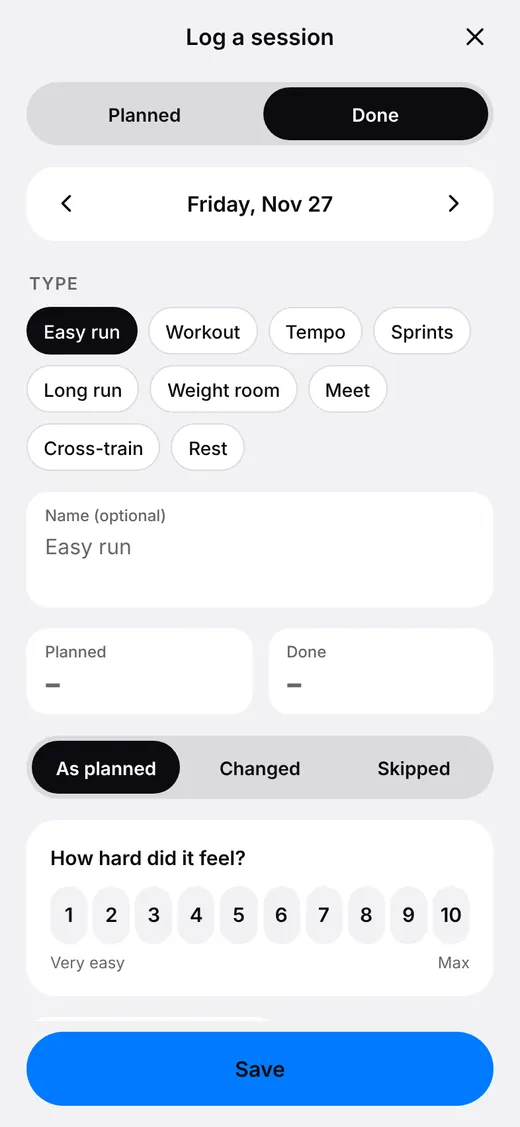 Log a session
Planned Done
Friday, Nov 27
TYPE
Easy run Workout Tempo Sprints
Long run Weight room Meet
Cross-train Rest
Name (optional)
Easy run
Planned Done
– –
As planned Changed Skipped
How hard did it feel?
1 2 3 4 5 6 7 8 9 10
Very easy Max
Save